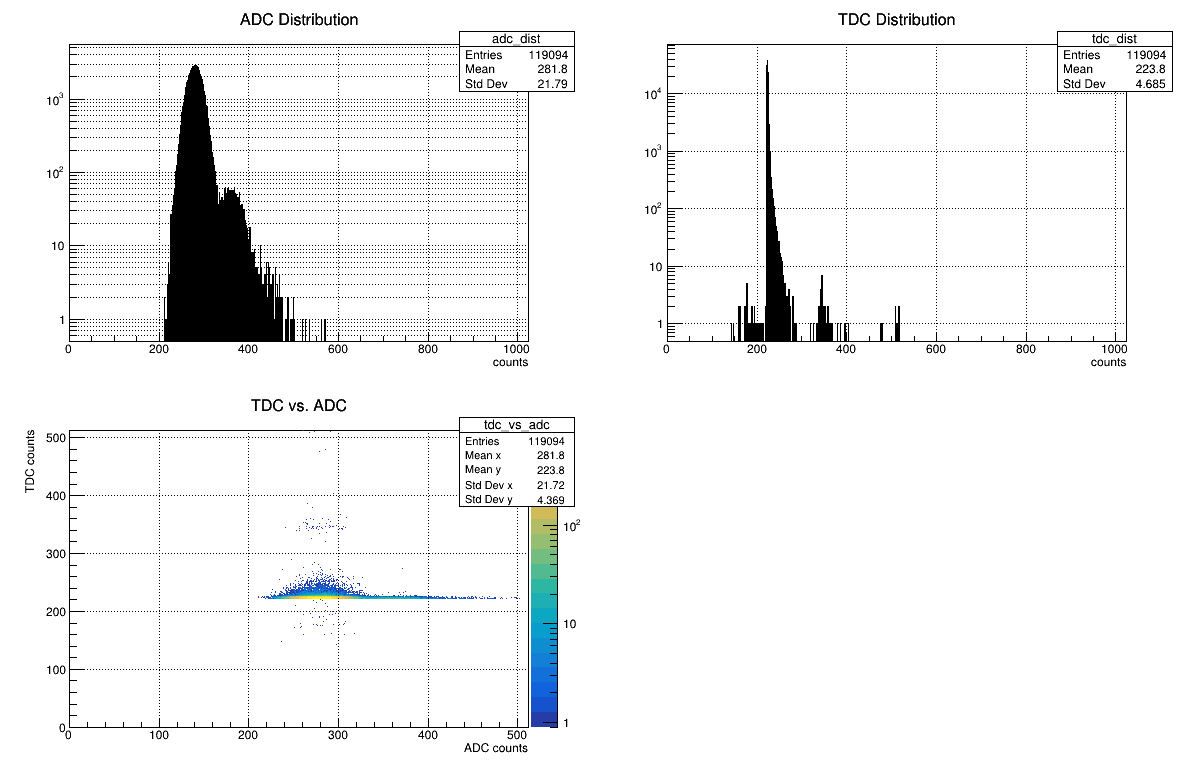 ADC Distribution
adc_dist
Entries 119094
Mean 281.8
Std Dev 21.79
10³
10²
10
1
0 200 400 600 800 1000
counts
TDC Distribution
tdc_dist
Entries 119094
Mean 223.8
Std Dev 4.685
10⁴
10³
10²
10
1
0 200 400 600 800 1000
counts
TDC vs. ADC
tdc_vs_adc
Entries 119094
Mean x 281.8
Mean y 223.8
Std Dev x 21.72
Std Dev y 4.369
TDC counts
500
400
300
200
100
0
0 100 200 300 400 500
ADC counts
10²
10
1